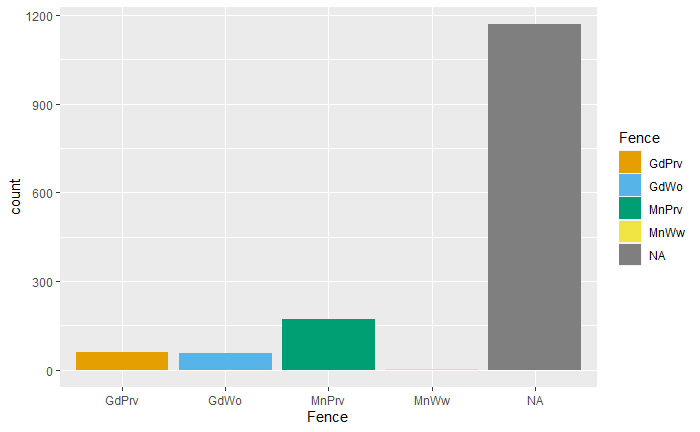 count
1200
900
600
300
0
GdPrv GdWo MnPrv MnWw NA
Fence
Fence
GdPrv
GdWo
MnPrv
MnWw
NA